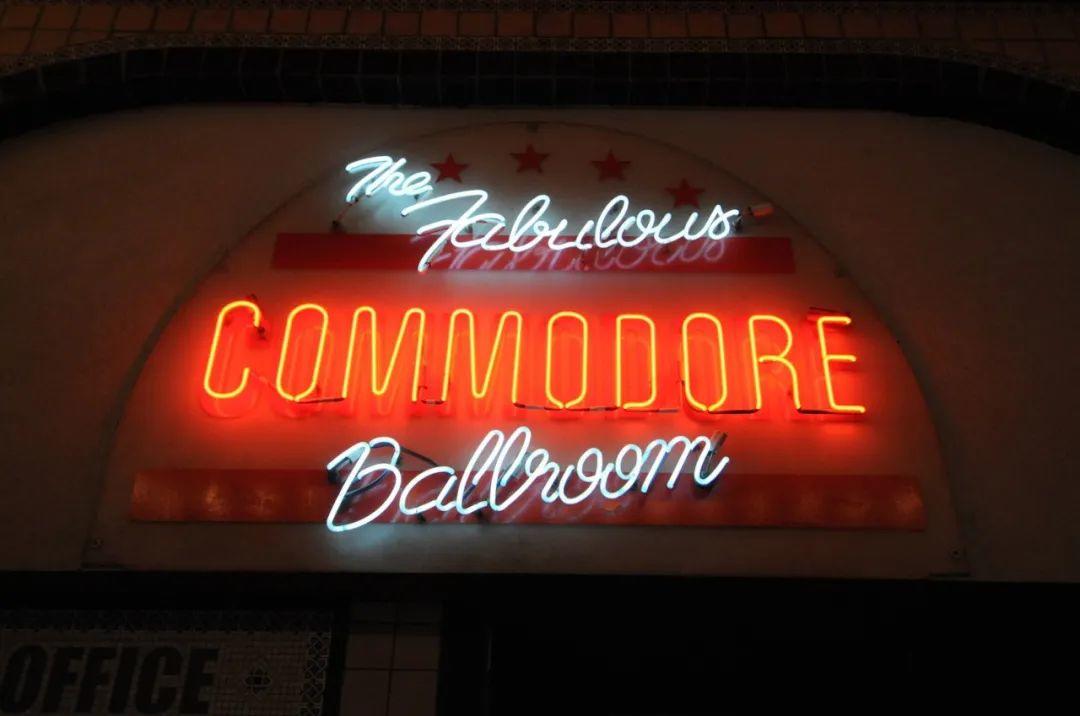 The
Fabulous
COMMODORE
Ballroom
OFFICE